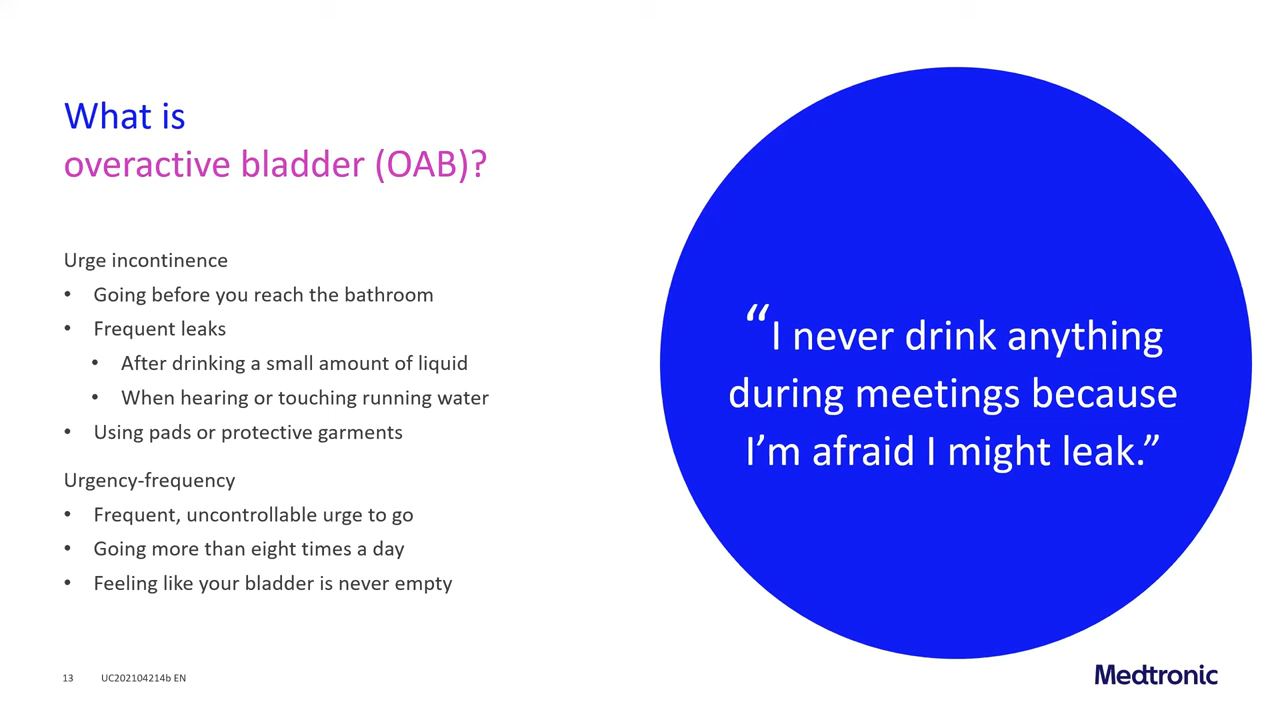 What is
overactive bladder (OAB)?
Urge incontinence
• Going before you reach the bathroom
• Frequent leaks
• After drinking a small amount of liquid
• When hearing or touching running water
• Using pads or protective garments
Urgency-frequency
• Frequent, uncontrollable urge to go
• Going more than eight times a day
• Feeling like your bladder is never empty
“I never drink anything
during meetings because
I’m afraid I might leak.”
13 UC202104214b EN
Medtronic